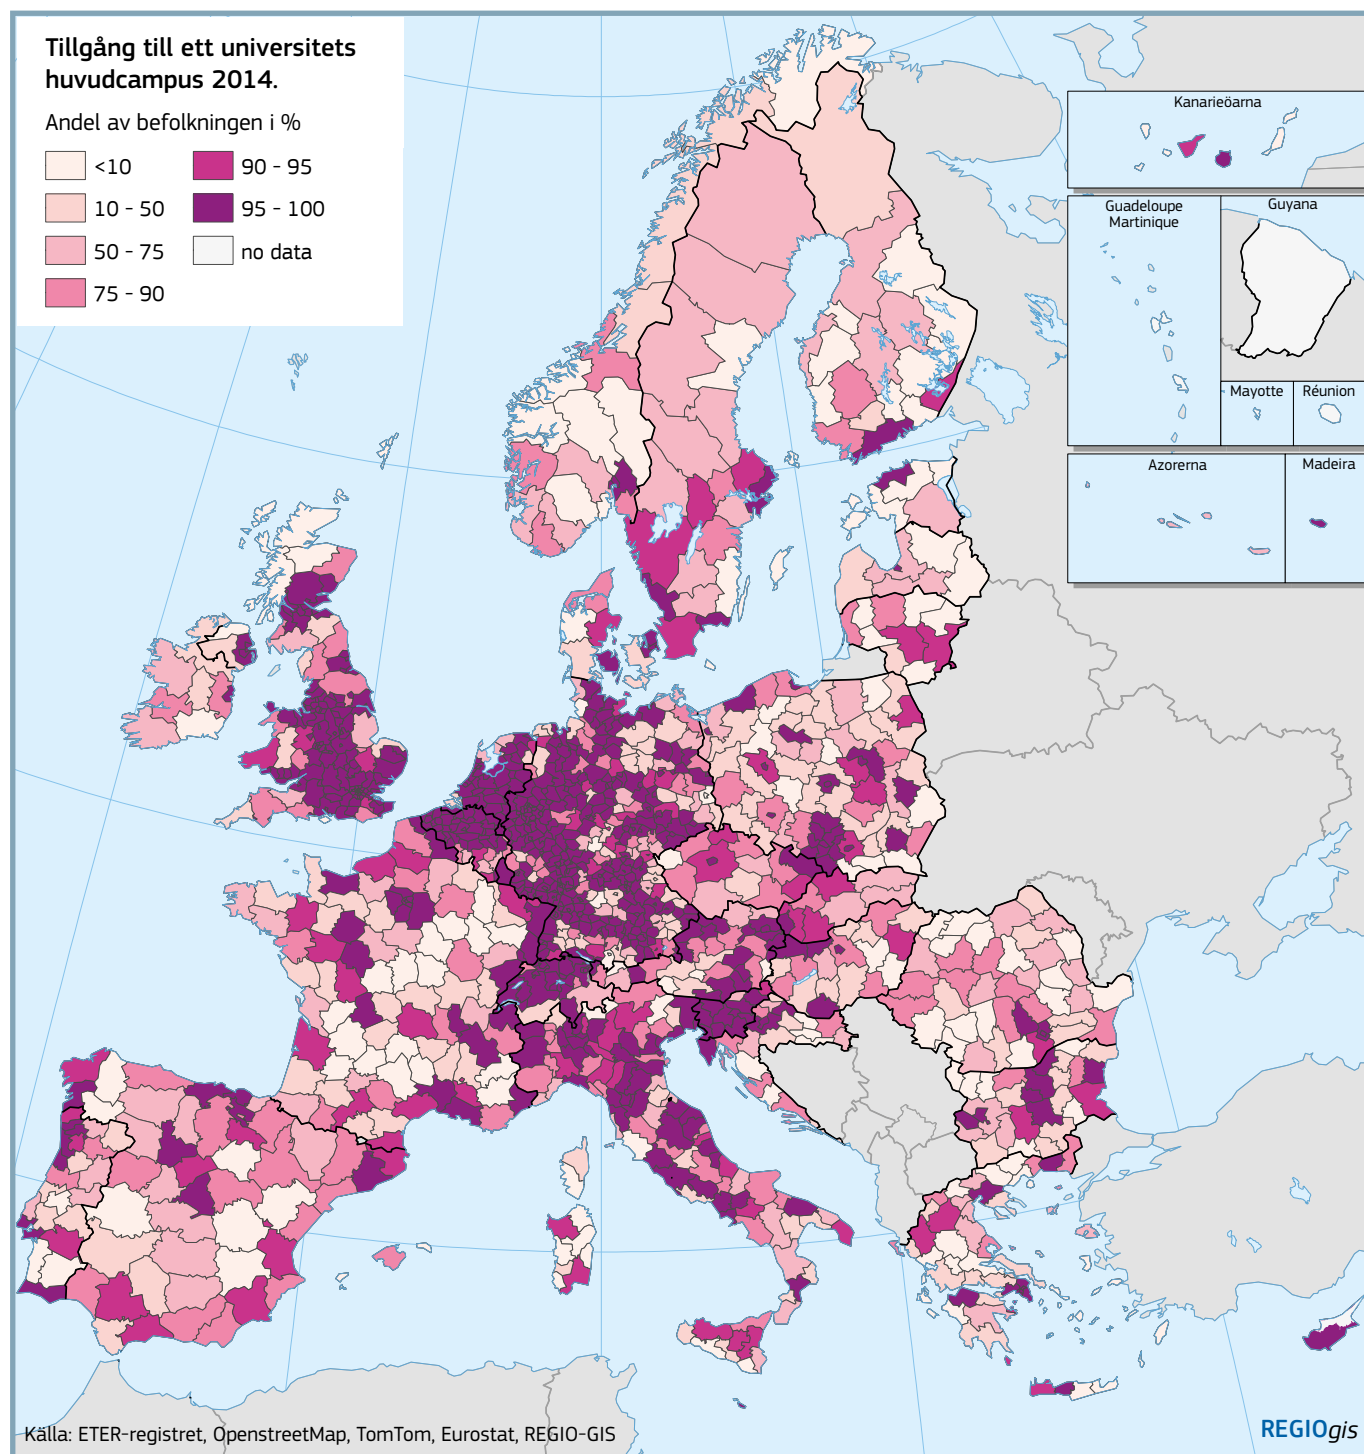 Tillgång till ett universitets
huvudcampus 2014.
Andel av befolkningen i %
<10
10 - 50
50 - 75
75 - 90
90 - 95
95 - 100
no data
Kanarieöarna
Guadeloupe
Martinique
Guyana
Mayotte
Réunion
Azorerna
Madeira
Källa: ETER-registret, OpenstreetMap, TomTom, Eurostat, REGIO-GIS
REGIOgis